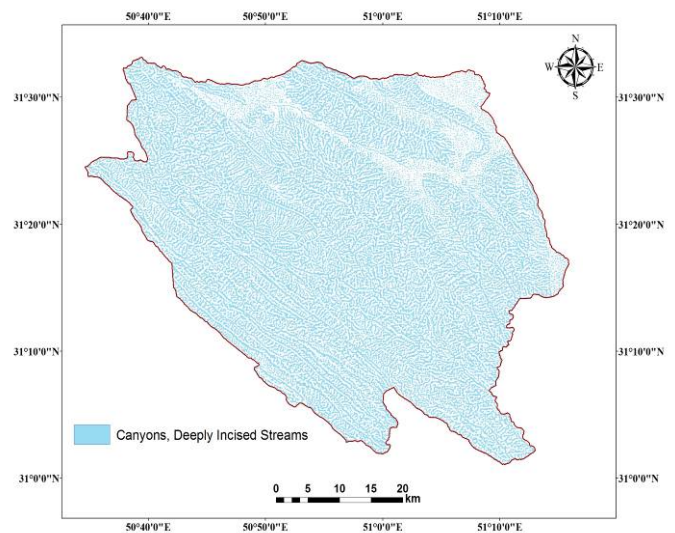 50°40'0"E 50°50'0"E 51°0'0"E 51°10'0"E
N
W E
S
31°30'0"N 31°30'0"N
31°20'0"N 31°20'0"N
31°10'0"N 31°10'0"N
Canyons, Deeply Incised Streams
31°0'0"N 31°0'0"N
0 5 10 15 20
km
50°40'0"E 50°50'0"E 51°0'0"E 51°10'0"E